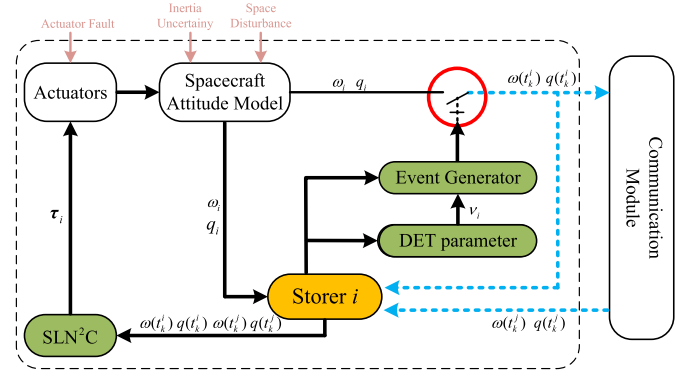 Actuator Fault
Inertia
Uncertainty
Space
Disturbance
Actuators
Spacecraft
Attitude Model
ω_i q_i
ω(t_k^i) q(t_k^i)
Communication
Module
Event Generator
ω_i
q_i
ν_i
τ_i
DET parameter
Storer i
ω(t_k^i) q(t_k^i) ω(t_k^j) q(t_k^j)
ω(t_k^j) q(t_k^j)
SLN²C